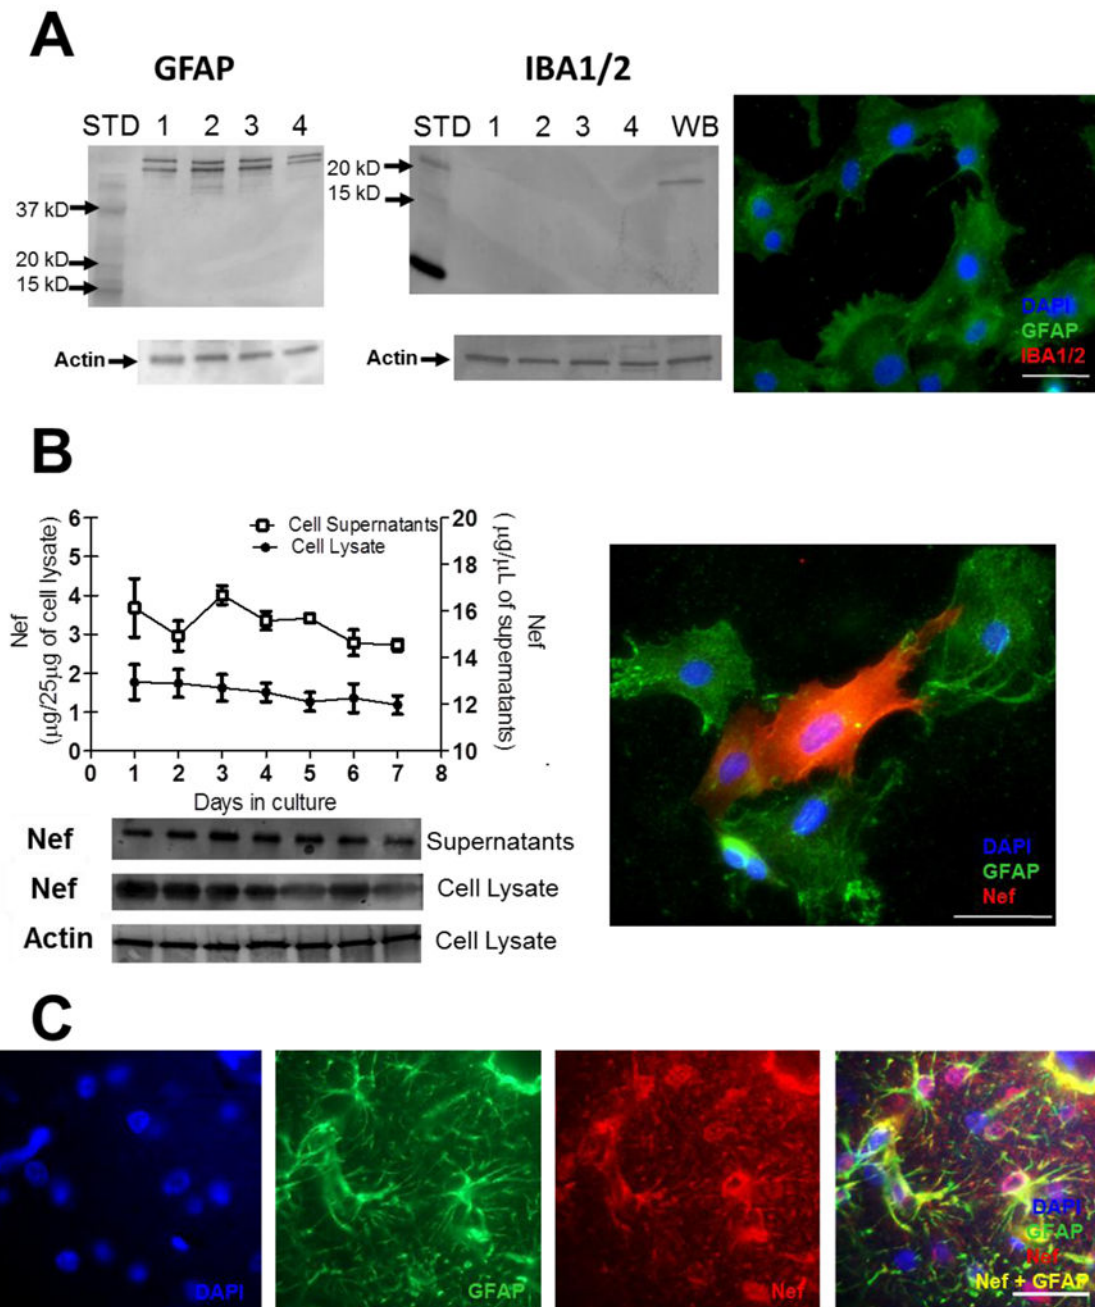 A
GFAP
IBA1/2
STD 1 2 3 4
STD 1 2 3 4 WB
37 kD
20 kD
15 kD
20 kD
15 kD
Actin
Actin
DAPI
GFAP
IBA1/2
B
Nef
(μg/25μg of cell lysate)
6
5
4
3
2
1
0
Cell Supernatants
Cell Lysate
20
18
16
14
12
10
Nef
( μg/μL of supernatants)
0 1 2 3 4 5 6 7 8
Days in culture
Nef Supernatants
Nef Cell Lysate
Actin Cell Lysate
DAPI
GFAP
Nef
C
DAPI
GFAP
Nef
DAPI
GFAP
Nef
Nef + GFAP